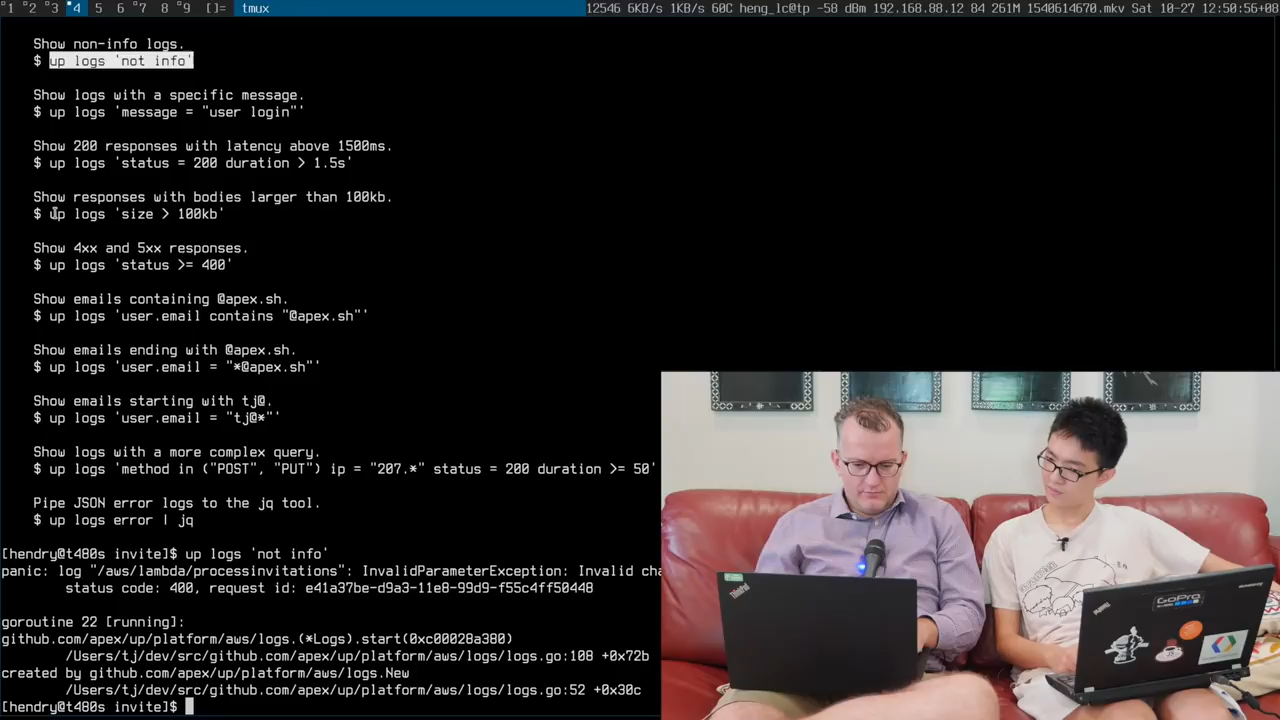 1 2 3 4 5 6 7 8 9 []= tmux 12546 6KB/s 1KB/s 60C heng_lc@tp -58 dBm 192.168.88.12 84 261M 1540614670.mkv Sat 10-27 12:50:56+08
Show non-info logs.
$ up logs 'not info'
Show logs with a specific message.
$ up logs 'message = "user login"'
Show 200 responses with latency above 1500ms.
$ up logs 'status = 200 duration > 1.5s'
Show responses with bodies larger than 100kb.
$ up logs 'size > 100kb'
Show 4xx and 5xx responses.
$ up logs 'status >= 400'
Show emails containing @apex.sh.
$ up logs 'user.email contains "@apex.sh"'
Show emails ending with @apex.sh.
$ up logs 'user.email = "*@apex.sh"'
Show emails starting with tj@.
$ up logs 'user.email = "tj@*"'
Show logs with a more complex query.
$ up logs 'method in ("POST", "PUT") ip = "207.*" status = 200 duration >= 50'
Pipe JSON error logs to the jq tool.
$ up logs error | jq
[hendry@t480s invite]$ up logs 'not info'
panic: log "/aws/lambda/processinvitations": InvalidParameterException: Invalid cha
status code: 400, request id: e41a37be-d9a3-11e8-99d9-f55c4ff50448
goroutine 22 [running]:
github.com/apex/up/platform/aws/logs.(*Logs).start(0xc00028a380)
/Users/tj/dev/src/github.com/apex/up/platform/aws/logs/logs.go:108 +0x72b
created by github.com/apex/up/platform/aws/logs.New
/Users/tj/dev/src/github.com/apex/up/platform/aws/logs/logs.go:52 +0x30c
[hendry@t480s invite]$
ThinkPad
GoPro